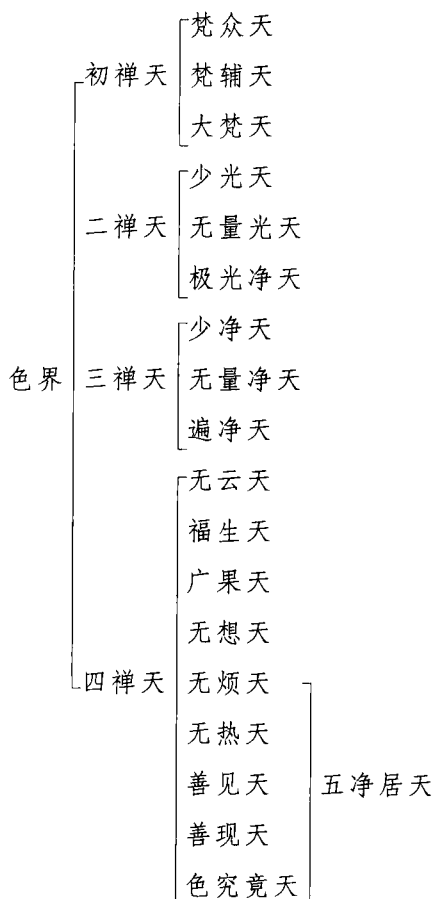 梵众天
初禅天
梵辅天
大梵天
少光天
二禅天
无量光天
极光净天
少净天
色界
三禅天
无量净天
遍净天
无云天
福生天
广果天
无想天
四禅天
无烦天
无热天
善见天
五净居天
善现天
色究竟天